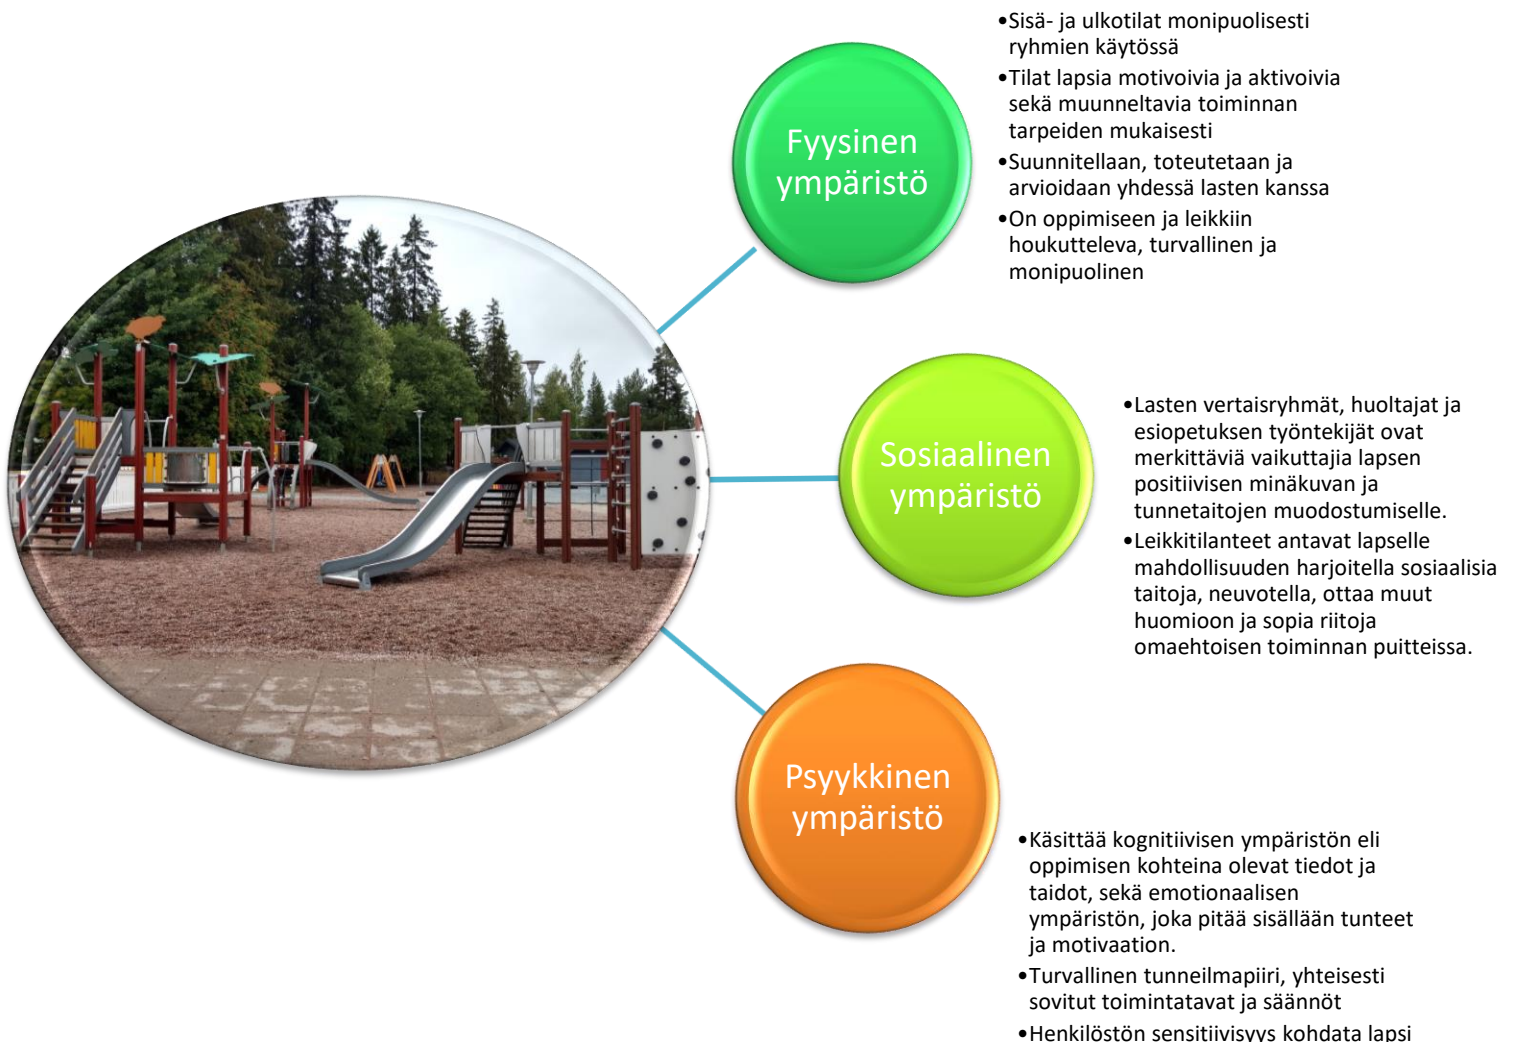 Fyysinen
ympäristö
•Sisä- ja ulkotilat monipuolisesti
ryhmien käytössä
•Tilat lapsia motivoivia ja aktivoivia
sekä muunneltavia toiminnan
tarpeiden mukaisesti
•Suunnitellaan, toteutetaan ja
arvioidaan yhdessä lasten kanssa
•On oppimiseen ja leikkiin
houkutteleva, turvallinen ja
monipuolinen
Sosiaalinen
ympäristö
•Lasten vertaisryhmät, huoltajat ja
esiopetuksen työntekijät ovat
merkittäviä vaikuttajia lapsen
positiivisen minäkuvan ja
tunnetaitojen muodostumiselle.
•Leikkitilanteet antavat lapselle
mahdollisuuden harjoitella sosiaalisia
taitoja, neuvotella, ottaa muut
huomioon ja sopia riitoja
omaehtoisen toiminnan puitteissa.
Psyykkinen
ympäristö
•Käsittää kognitiivisen ympäristön eli
oppimisen kohteina olevat tiedot ja
taidot, sekä emotionaalisen
ympäristön, joka pitää sisällään tunteet
ja motivaation.
•Turvallinen tunneilmapiiri, yhteisesti
sovitut toimintatavat ja säännöt
•Henkilöstön sensitiivisyys kohdata lapsi